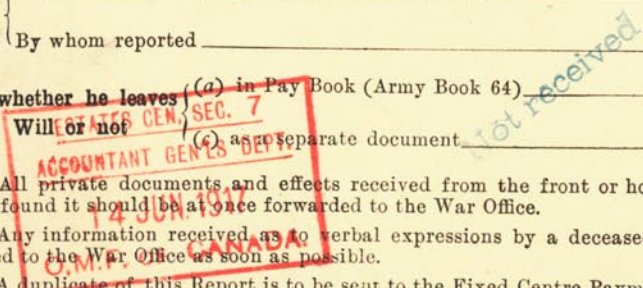 By whom reported
whether he leaves (a) in Pay Book (Army Book 64) Not received
Will or not (c) as a separate document
ESTATES CEN. SEC. 7
ACCOUNTANT GEN'LS DEPT.
14 JUN. 1917
O.M.F. OF CANADA.
All private documents and effects received from the front or ho
found it should be at once forwarded to the War Office.
Any information received as to verbal expressions by a decease
ed to the War Office as soon as possible.
A duplicate of this Report is to be sent to the Fixed Centre Paym